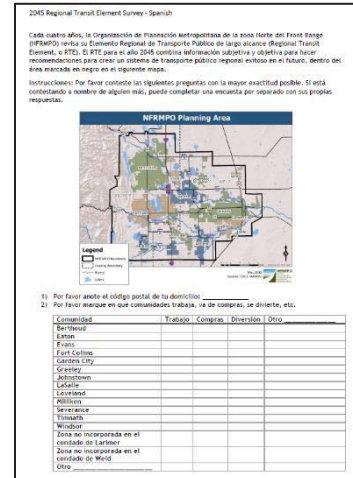 2045 Regional Transit Element Survey - Spanish
Cada cuatro años, la Organización de Planeación Metropolitana de la zona Norte del Front Range
(NFRMPO) revisa su Elemento Regional de Transporte Público de largo alcance (Regional Transit
Element, o RTE). El RTE para el año 2045 combina información subjetiva y objetiva para hacer
recomendaciones para crear un sistema de transporte público regional exitoso en el futuro, dentro del
área marcada en negro en el siguiente mapa.
Instrucciones: Por favor conteste las siguientes preguntas con la mayor exactitud posible. Si está
contestando a nombre de alguien más, puede completar una encuesta por separado con sus propias
respuestas.
NFRMPO Planning Area
Legend
1) Por favor anote el código postal de tu domicilio: ____________
2) Por favor marque en qué comunidades trabaja, va de compras, se divierte, etc.
Comunidad Trabajo Compras Diversión Otro ____________
Berthoud
Eaton
Evans
Fort Collins
Garden City
Greeley
Johnstown
LaSalle
Loveland
Milliken
Severance
Timnath
Windsor
Zona no incorporada en el
condado de Larimer
Zona no incorporada en el
condado de Weld
Otro ____________